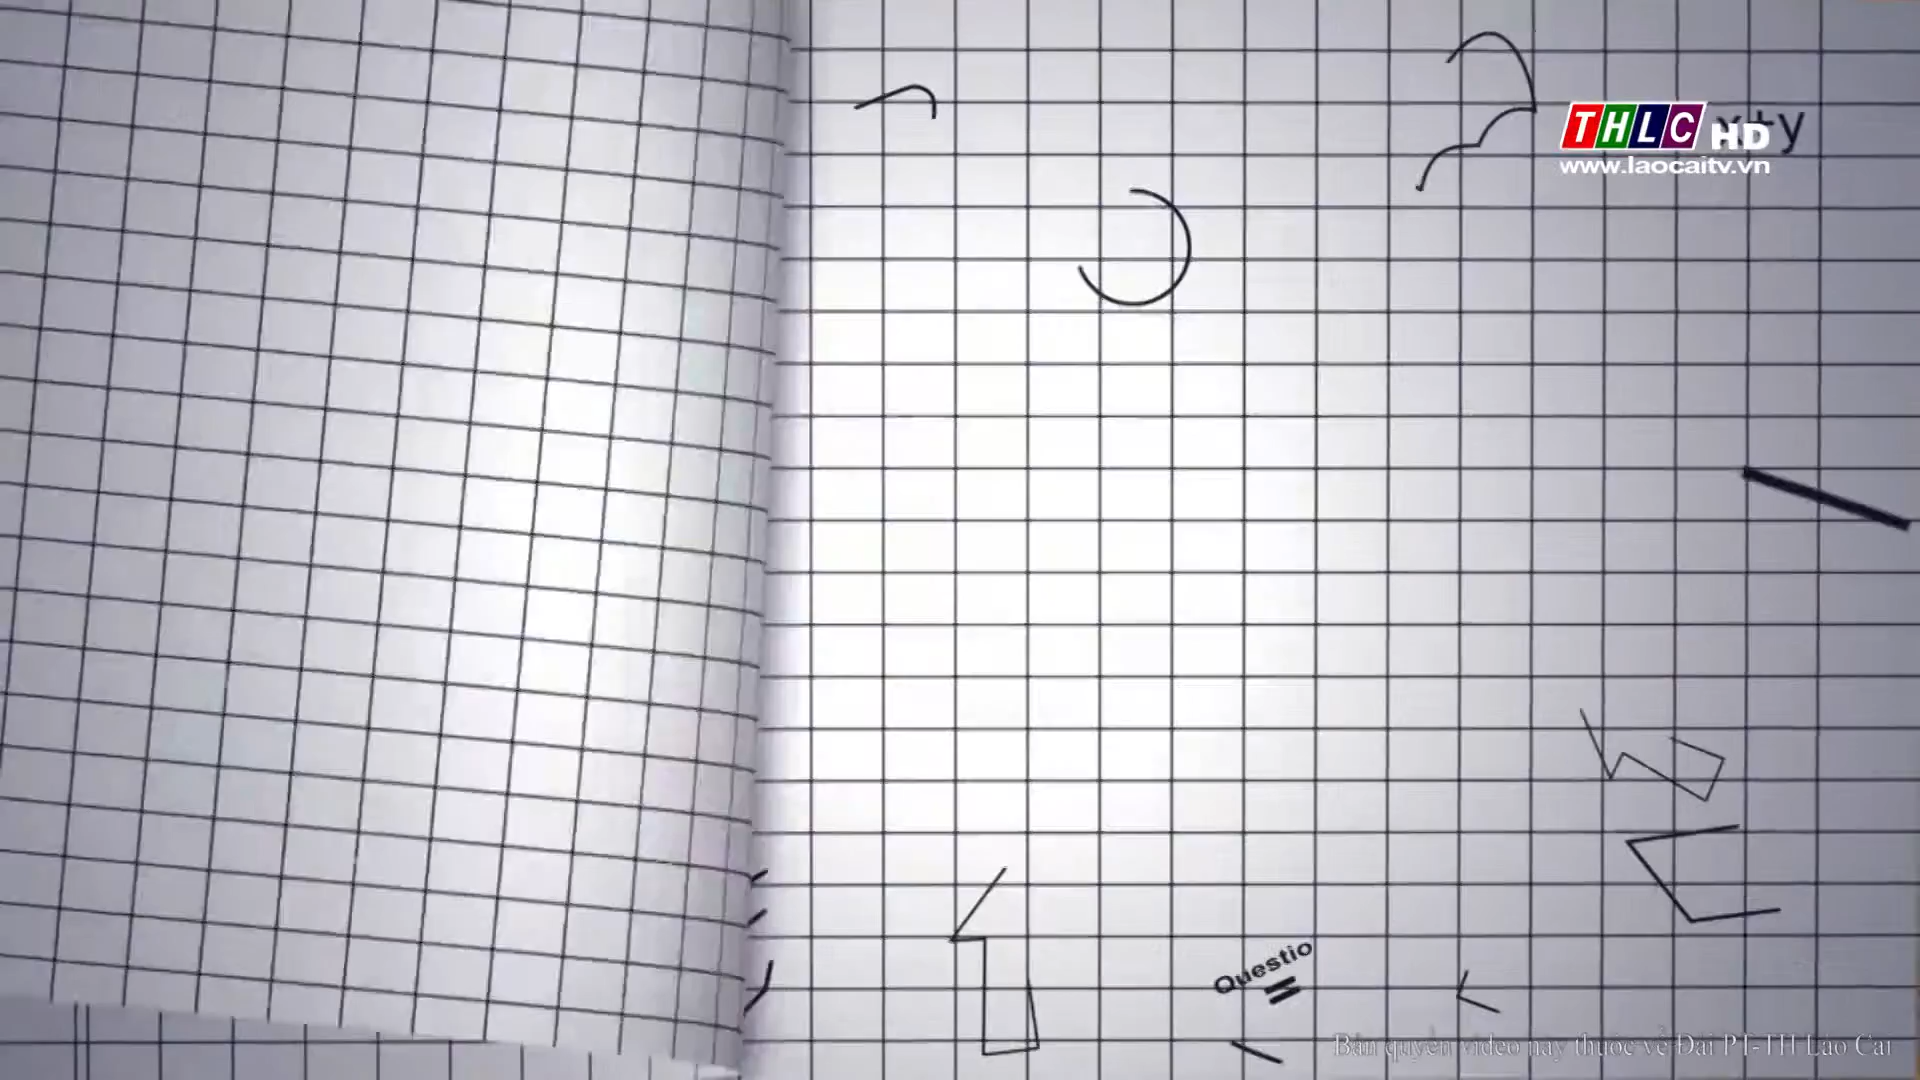 x+y
THLC HD
www.laocaitv.vn
Questio
=
Bản quyền video này thuộc về Đài PT-TH Lào Cai